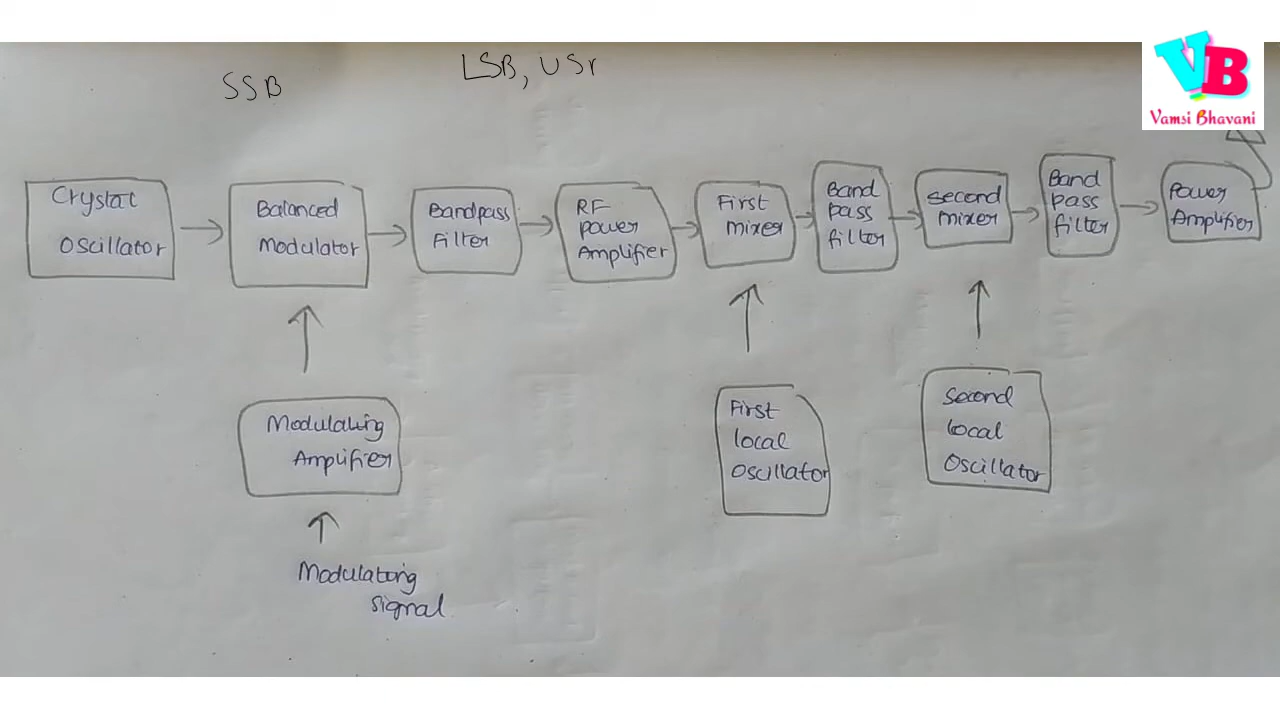 SSB
LSB, USB
VB
Vamsi Bhavani
Crystal
Oscillator
Balanced
Modulator
Bandpass
Filter
RF
Power
Amplifier
First
mixer
Band
pass
filter
Second
mixer
Band
pass
filter
Power
Amplifier
Modulating
Amplifier
Modulating
signal
First
local
Oscillator
Second
local
Oscillator